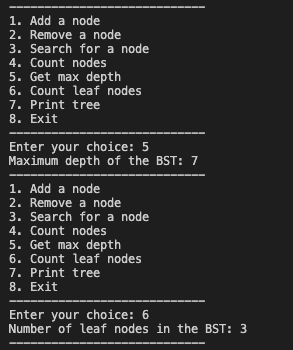 ----------------------------
1. Add a node
2. Remove a node
3. Search for a node
4. Count nodes
5. Get max depth
6. Count leaf nodes
7. Print tree
8. Exit
----------------------------
Enter your choice: 5
Maximum depth of the BST: 7
----------------------------
1. Add a node
2. Remove a node
3. Search for a node
4. Count nodes
5. Get max depth
6. Count leaf nodes
7. Print tree
8. Exit
----------------------------
Enter your choice: 6
Number of leaf nodes in the BST: 3
----------------------------